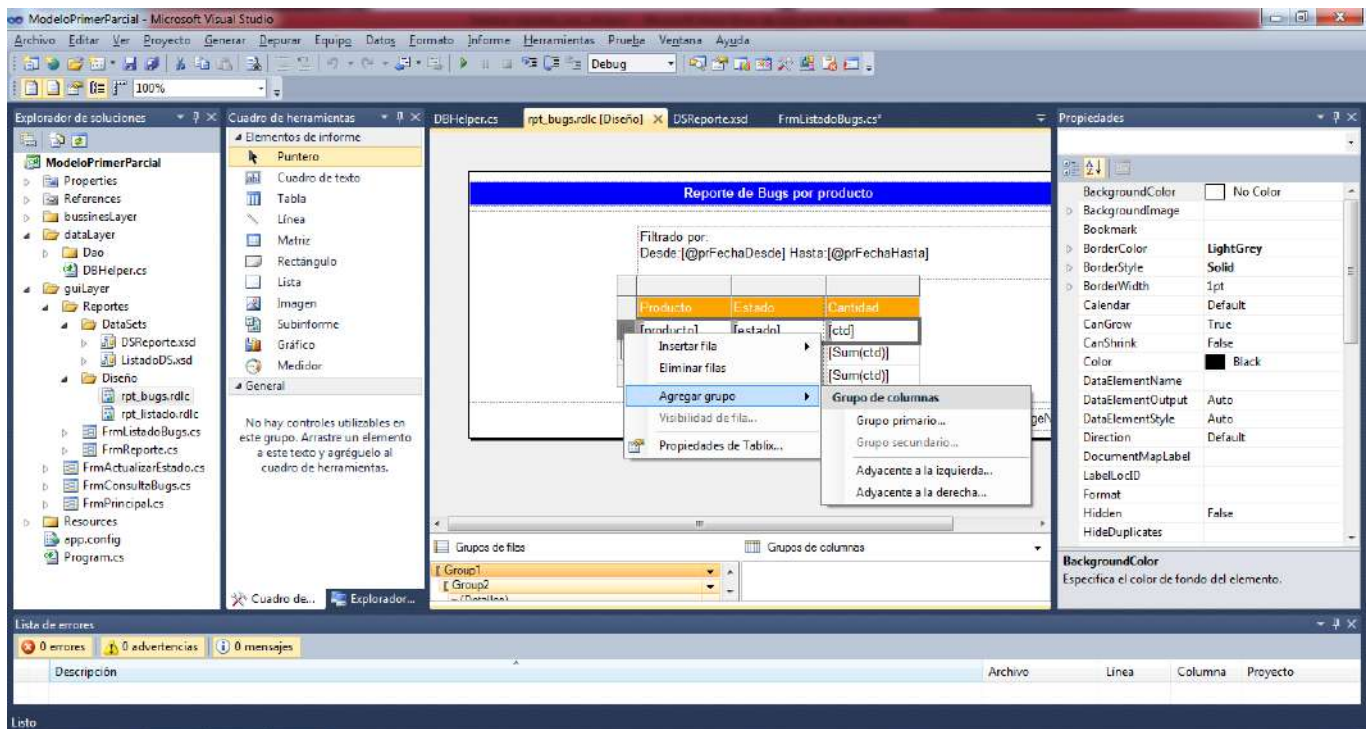 ModeloPrimerParcial - Microsoft Visual Studio
Archivo Editar Ver Proyecto Generar Depurar Equipo Datos Formato Informe Herramientas Prueba Ventana Ayuda
Debug
100%
Explorador de soluciones
ModeloPrimerParcial
Properties
References
bussinesLayer
dataLayer
Dao
DBHelper.cs
guiLayer
Reportes
DataSets
DSReporte.xsd
ListadoDS.xsd
Diseño
rpt_bugs.rdlc
rpt_listado.rdlc
FrmListadoBugs.cs
FrmReporte.cs
FrmActualizarEstado.cs
FrmConsultaBugs.cs
FrmPrincipal.cs
Resources
app.config
Program.cs
Cuadro de herramientas
Elementos de informe
Puntero
Cuadro de texto
Tabla
Línea
Matriz
Rectángulo
Lista
Imagen
Subinforme
Gráfico
Medidor
General
No hay controles utilizables en
este grupo. Arrastre un elemento
a este texto y agréguelo al
cuadro de herramientas.
Cuadro de... Explorador...
DBHelper.cs rpt_bugs.rdlc [Diseño] DSReporte.xsd FrmListadoBugs.cs*
Reporte de Bugs por producto
Filtrado por:
Desde:[@prFechaDesde] Hasta:[@prFechaHasta]
Producto Estado Cantidad
[producto] [estado] [ctd]
[Sum(ctd)]
[Sum(ctd)]
Insertar fila
Eliminar filas
Agregar grupo
Visibilidad de fila...
Propiedades de Tablix...
Grupo de columnas
Grupo primario...
Grupo secundario...
Adyacente a la izquierda...
Adyacente a la derecha...
Grupos de filas Grupos de columnas
Group1
Group2
(Detalles)
Propiedades
BackgroundColor No Color
BackgroundImage
Bookmark
BorderColor LightGrey
BorderStyle Solid
BorderWidth 1pt
Calendar Default
CanGrow True
CanShrink False
Color Black
DataElementName
DataElementOutput Auto
DataElementStyle Auto
Direction Default
DocumentMapLabel
LabelLocID
Format
Hidden False
HideDuplicates
BackgroundColor
Especifica el color de fondo del elemento.
Lista de errores
0 errores 0 advertencias 0 mensajes
Descripción Archivo Línea Columna Proyecto
Listo